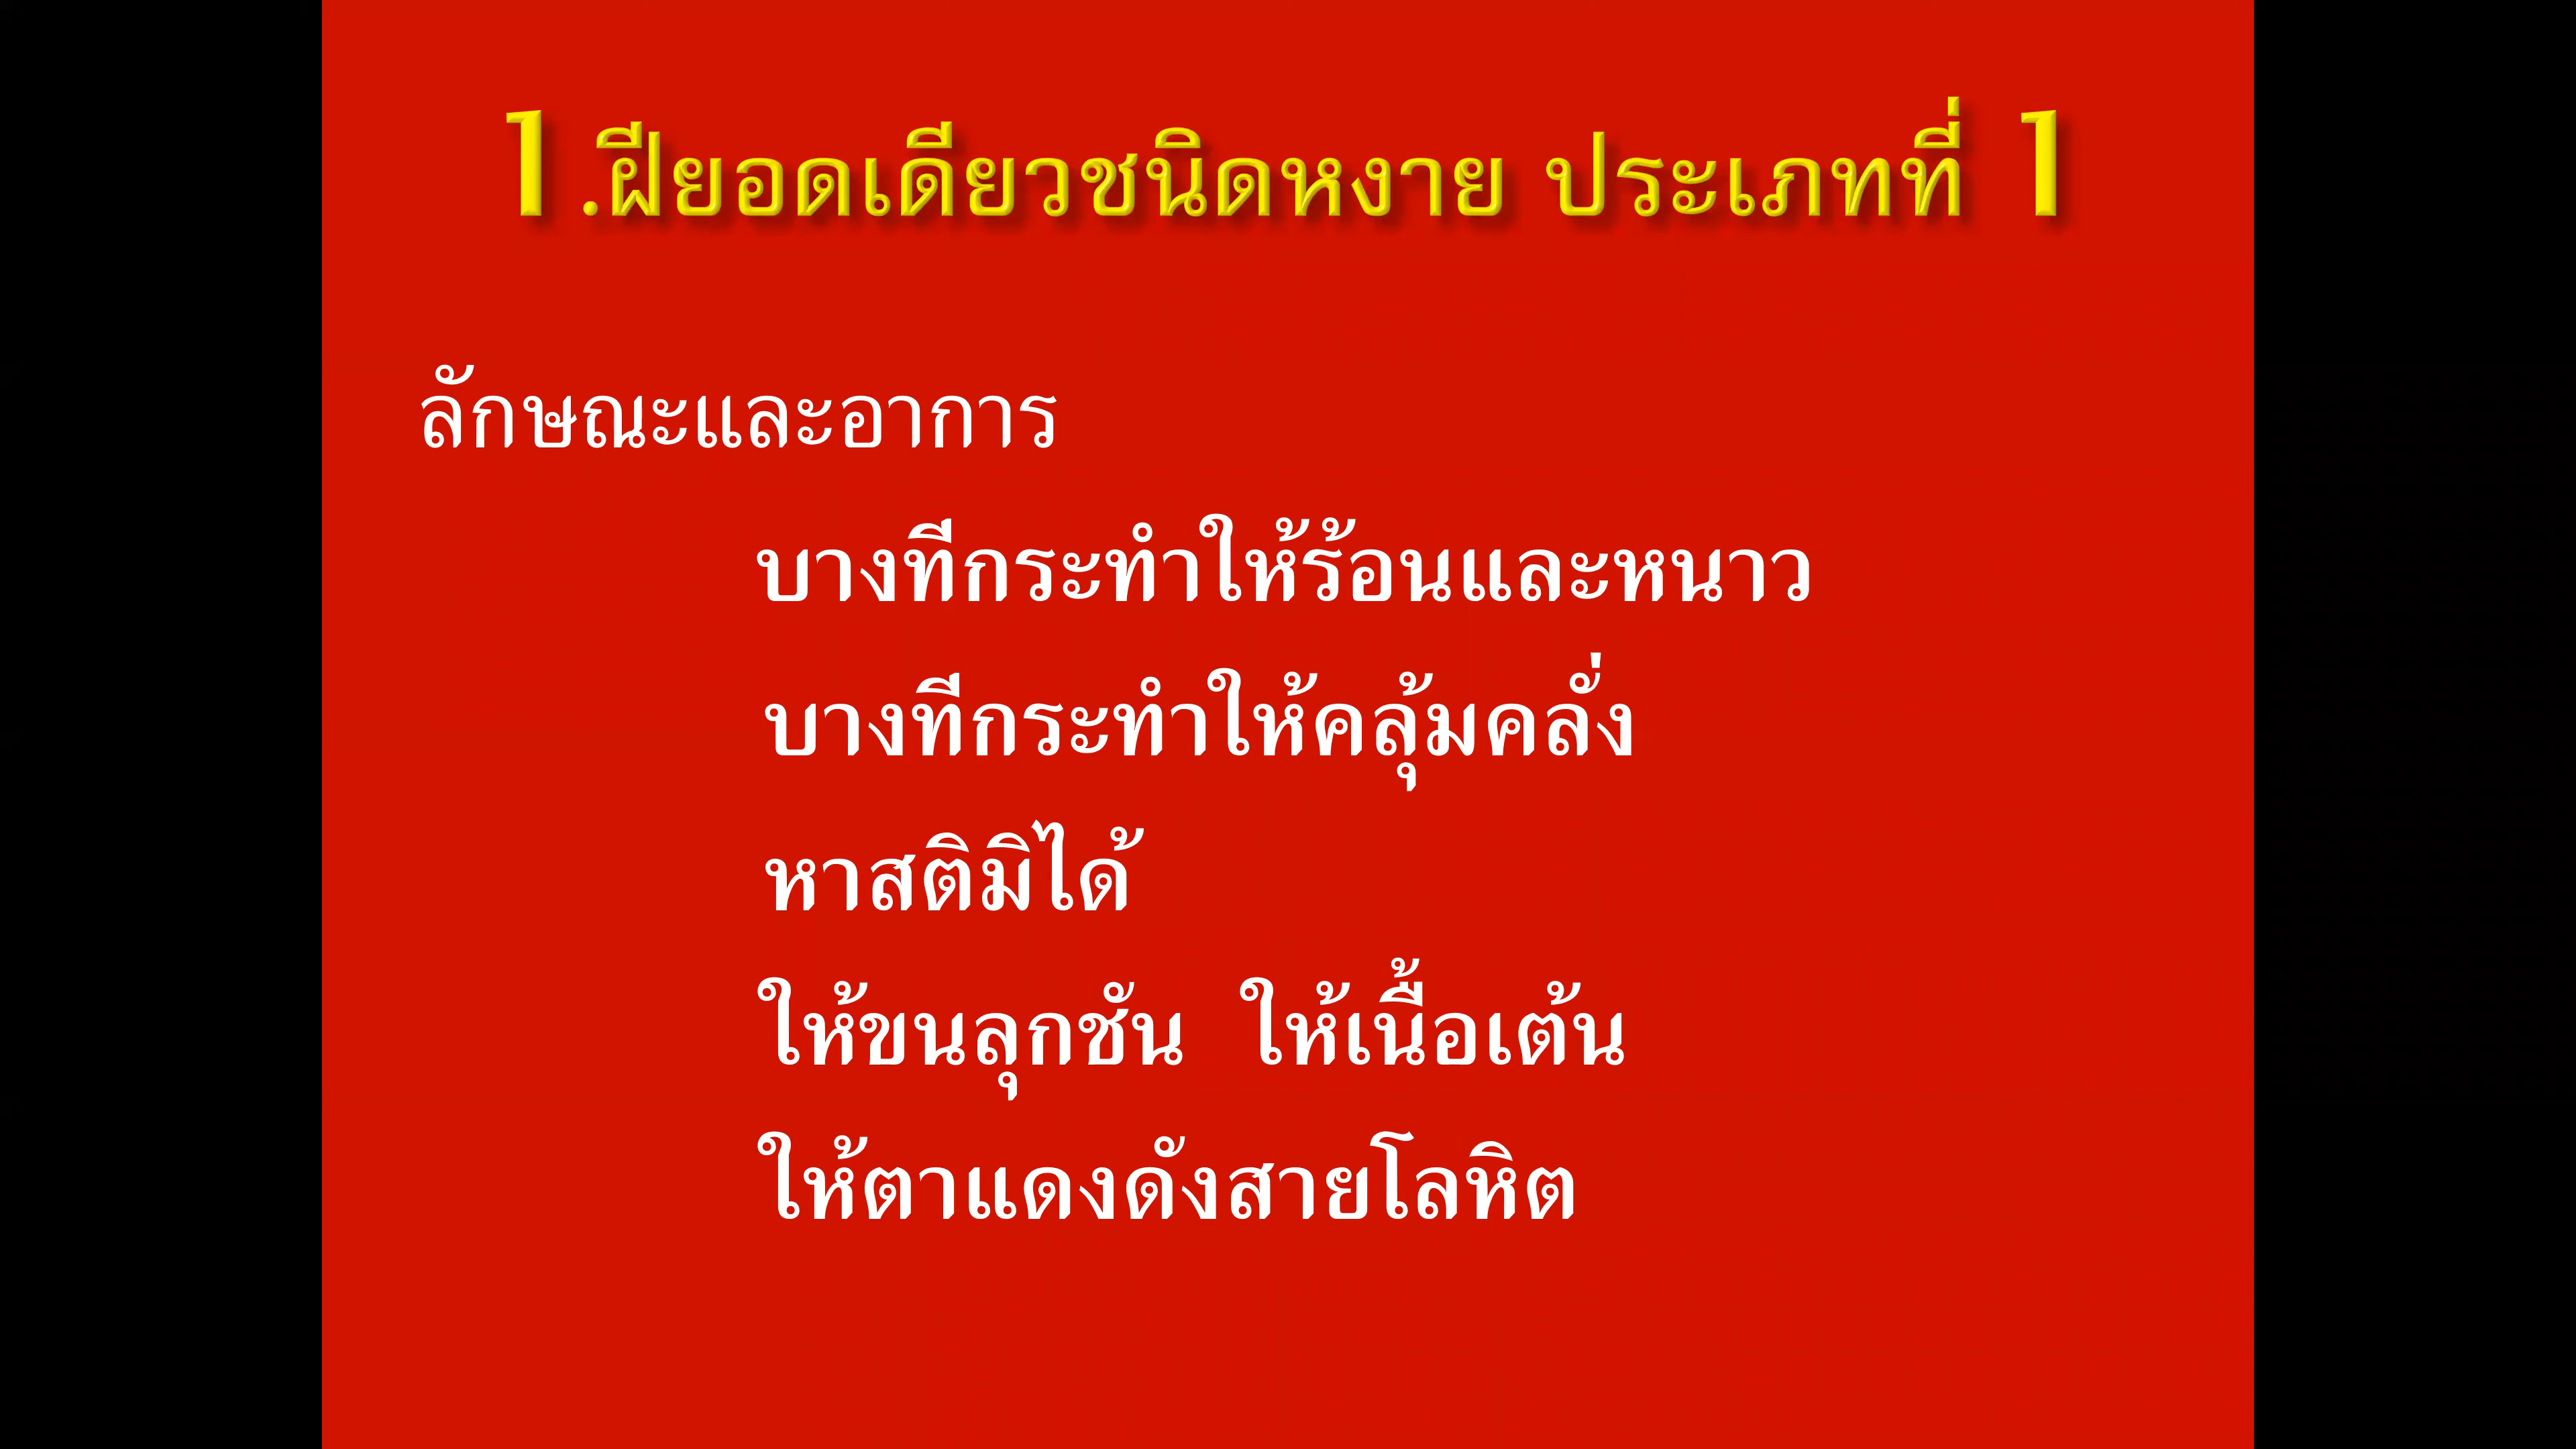 1.ฝียอดเดียวชนิดหงาย ประเภทที่ 1
ลักษณะและอาการ
บางทีกระทำให้ร้อนและหนาว
บางทีกระทำให้คลุ้มคลั่ง
หาสติมิได้
ให้ขนลุกชัน ให้เนื้อเต้น
ให้ตาแดงดังสายโลหิต